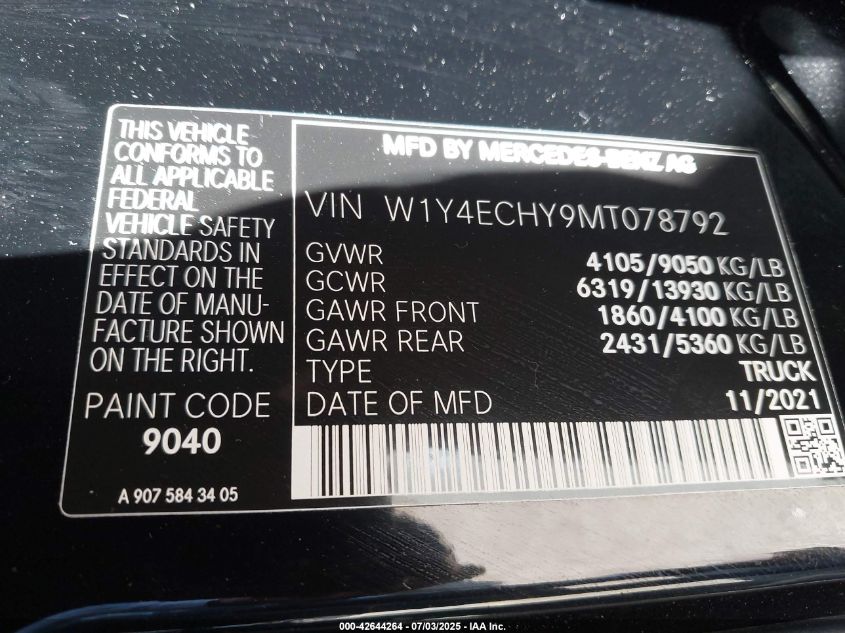 THIS VEHICLE
CONFORMS TO
ALL APPLICABLE
FEDERAL
VEHICLE SAFETY
STANDARDS IN
EFFECT ON THE
DATE OF MANU-
FACTURE SHOWN
ON THE RIGHT.
PAINT CODE
9040
A 907 584 34 05
MFD BY MERCEDES-BENZ AG
VIN W1Y4ECHY9MT078792
GVWR 4105/9050 KG/LB
GCWR 6319/13930 KG/LB
GAWR FRONT 1860/4100 KG/LB
GAWR REAR 2431/5360 KG/LB
TYPE TRUCK
DATE OF MFD 11/2021
000-42644264 - 07/03/2025 - IAA Inc.